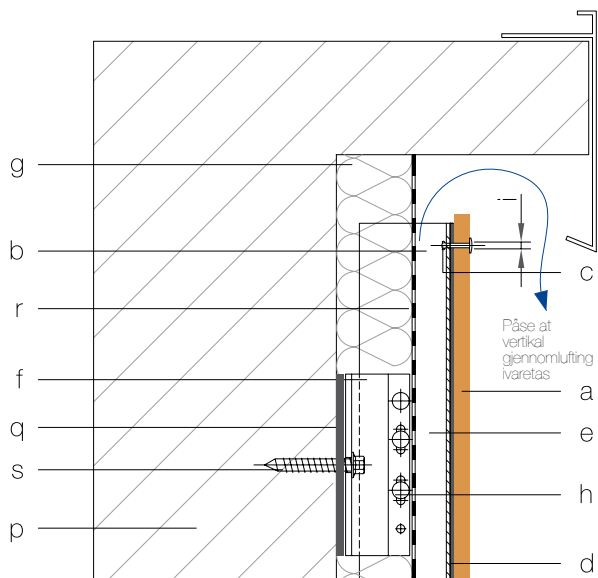 g
b
r
f
q
s
p
i
c
Påse at
vertikal
gjennomlufting
ivaretas
a
e
h
d